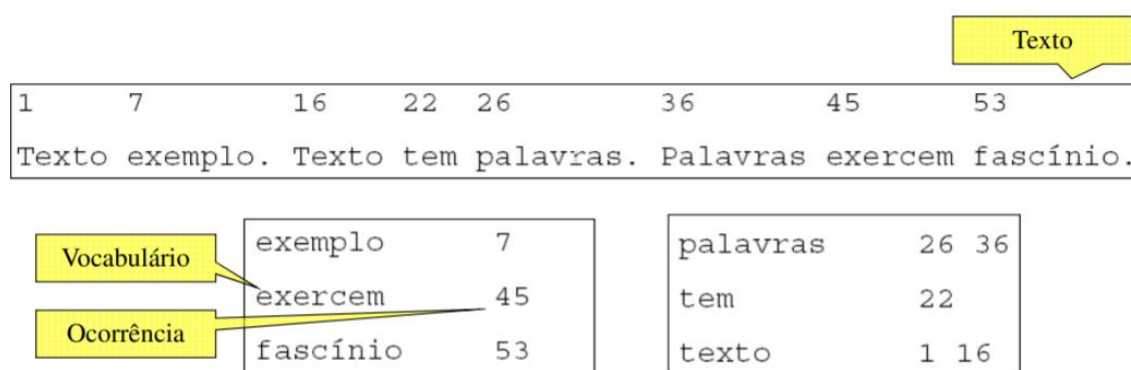 Texto
1 7 16 22 26 36 45 53
Texto exemplo. Texto tem palavras. Palavras exercem fascínio.
Vocabulário
Ocorrência
exemplo 7
exercem 45
fascínio 53
palavras 26 36
tem 22
texto 1 16